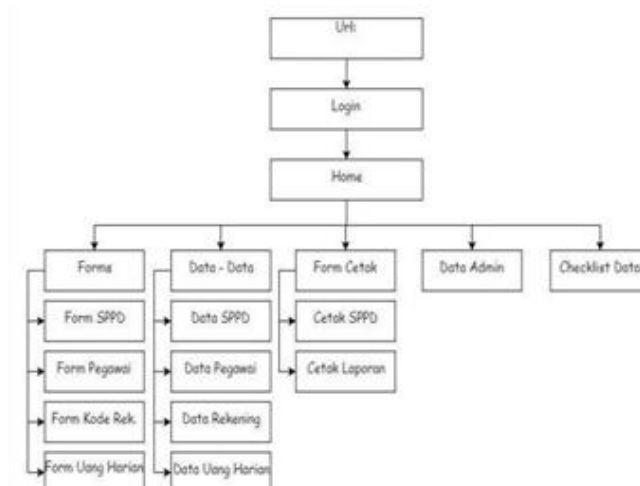 Url:
Login
Home
Forms
Data - Data
Form Cetak
Data Admin
Checklist Data
Form SPPD
Data SPPD
Cetak SPPD
Form Pegawai
Data Pegawai
Cetak Laporan
Form Kode Rek.
Data Rekening
Form Uang Harian
Data Uang Harian